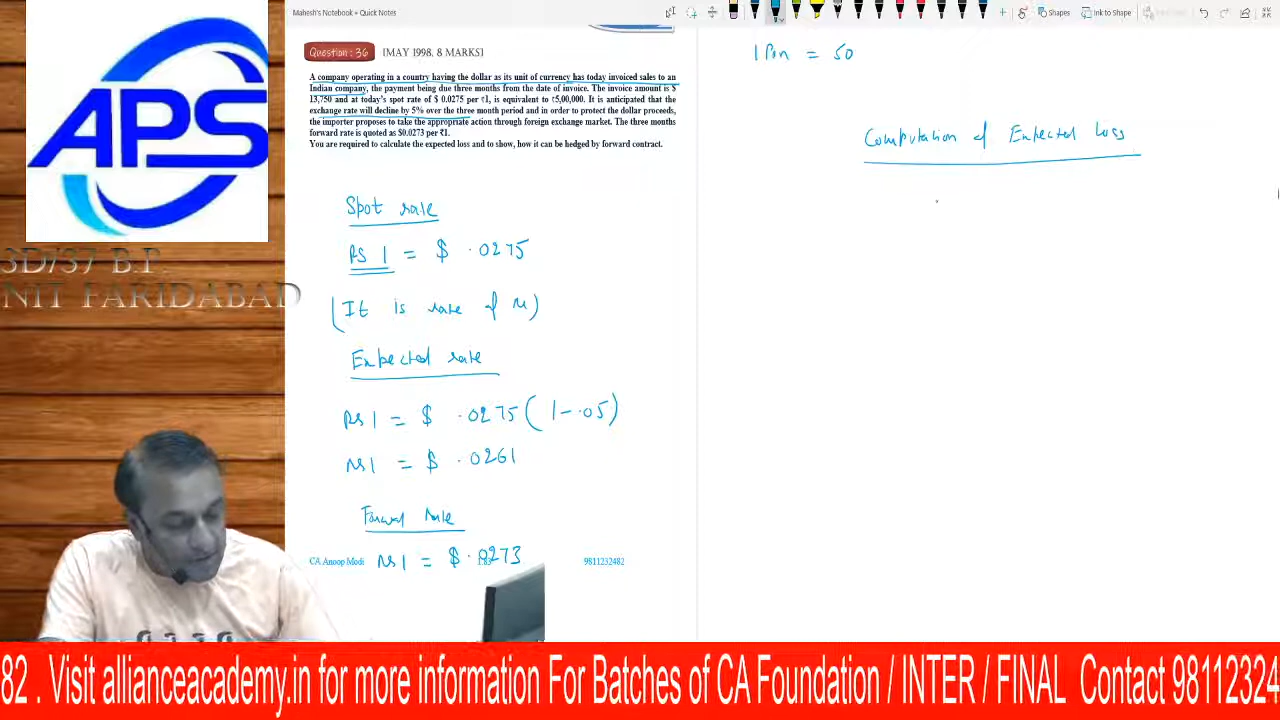 Mahesh's Notebook • Quick Notes
Shapes
Ink to Shape
APS
3D/37 B.P.
NIT FARIDABAD
Question : 36 [MAY 1998, 8 MARKS]
A company operating in a country having the dollar as its unit of currency has today invoiced sales to an
Indian company, the payment being due three months from the date of invoice. The invoice amount is $
13,750 and at today's spot rate of $ 0.0275 per ₹1, is equivalent to ₹5,00,000. It is anticipated that the
exchange rate will decline by 5% over the three month period and in order to protect the dollar proceeds,
the importer proposes to take the appropriate action through foreign exchange market. The three months
forward rate is quoted as $0.0273 per ₹1.
You are required to calculate the expected loss and to show, how it can be hedged by forward contract.
Spot rate
RS 1 = $ .0275
(It is rate of
Expected rate
RS 1 = $ .0275 (1-.05)
RS 1 = $ .0261
Forward Rate
RS 1 = $ .0273
CA Anoop Modi
9811232482
= 50
Computation of Expected Loss
82 . Visit allianceacademy.in for more information For Batches of CA Foundation / INTER / FINAL Contact 98112324